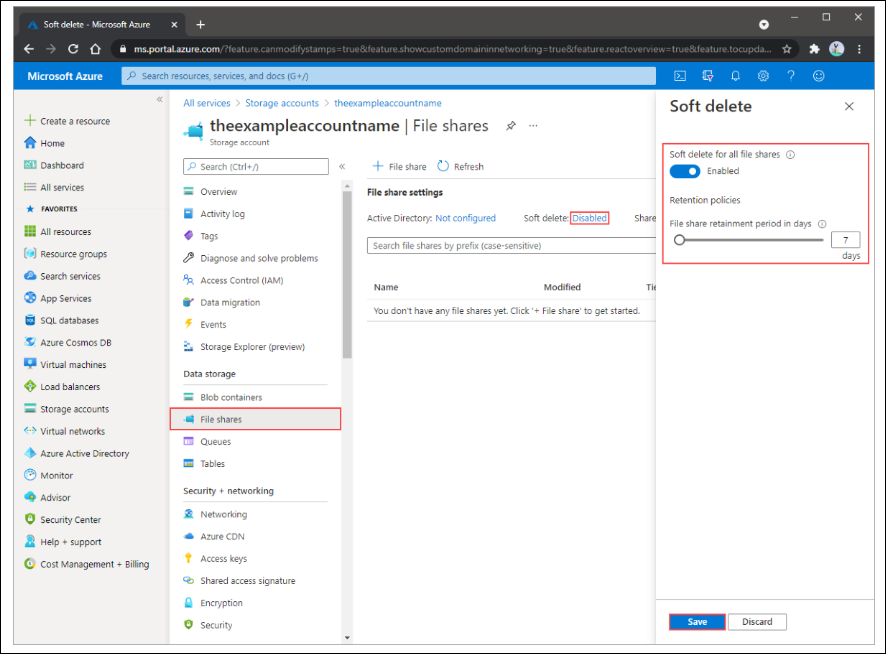 Soft delete - Microsoft Azure
ms.portal.azure.com/?feature.canmodifystamps=true&feature.showcustomdomaininnetworking=true&feature.reactoverview=true&feature.tocupda...
Microsoft Azure
Search resources, services, and docs (G+/)
Create a resource
Home
Dashboard
All services
FAVORITES
All resources
Resource groups
Search services
App Services
SQL databases
Azure Cosmos DB
Virtual machines
Load balancers
Storage accounts
Virtual networks
Azure Active Directory
Monitor
Advisor
Security Center
Help + support
Cost Management + Billing
All services > Storage accounts > theexampleaccountname
theexampleaccountname | File shares
Storage account
Search (Ctrl+/)
Overview
Activity log
Tags
Diagnose and solve problems
Access Control (IAM)
Data migration
Events
Storage Explorer (preview)
Data storage
Blob containers
File shares
Queues
Tables
Security + networking
Networking
Azure CDN
Access keys
Shared access signature
Encryption
Security
+ File share Refresh
File share settings
Active Directory: Not configured Soft delete: Disabled Share
Search file shares by prefix (case-sensitive)
Name Modified Tie
You don't have any file shares yet. Click '+ File share' to get started.
Soft delete
Soft delete for all file shares
Enabled
Retention policies
File share retainment period in days
7
days
Save Discard